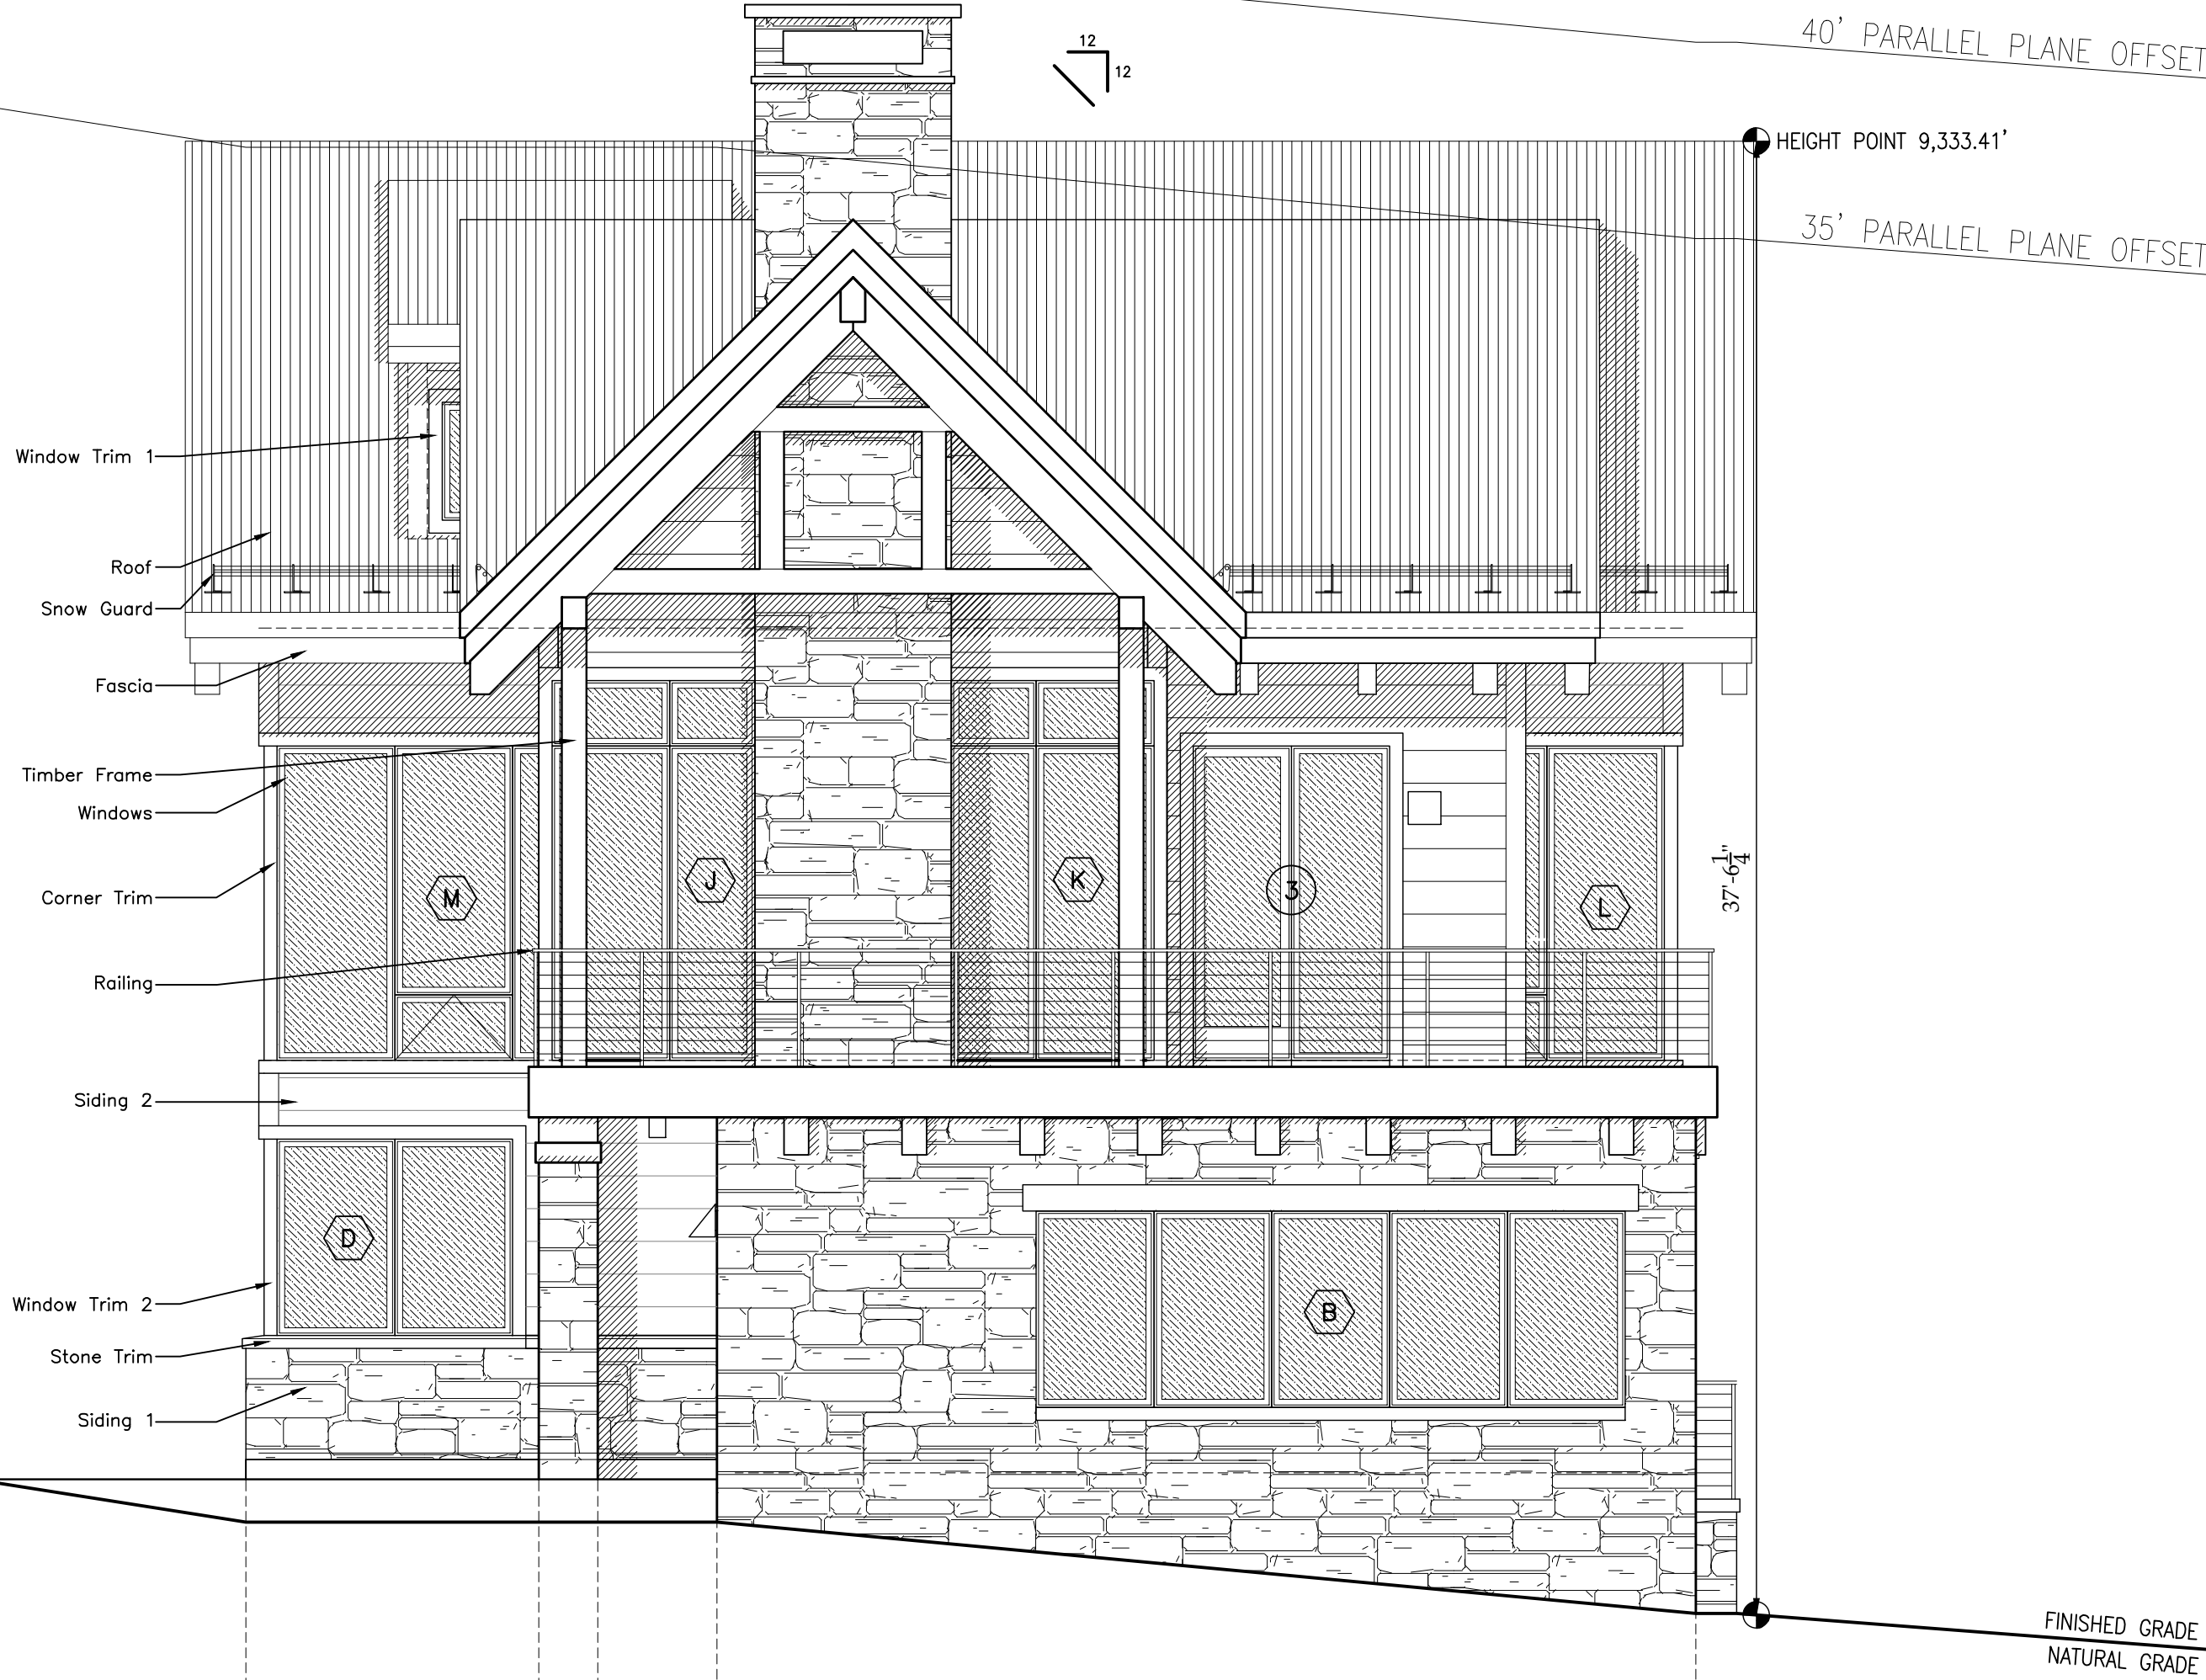 40' PARALLEL PLANE OFFSET
12
12
HEIGHT POINT 9,333.41'
35' PARALLEL PLANE OFFSET
Window Trim 1
Roof
Snow Guard
Fascia
Timber Frame
Windows
Corner Trim
M
J
K
3
L
37'-6 1/4"
Railing
Siding 2
D
B
Window Trim 2
Stone Trim
Siding 1
FINISHED GRADE
NATURAL GRADE